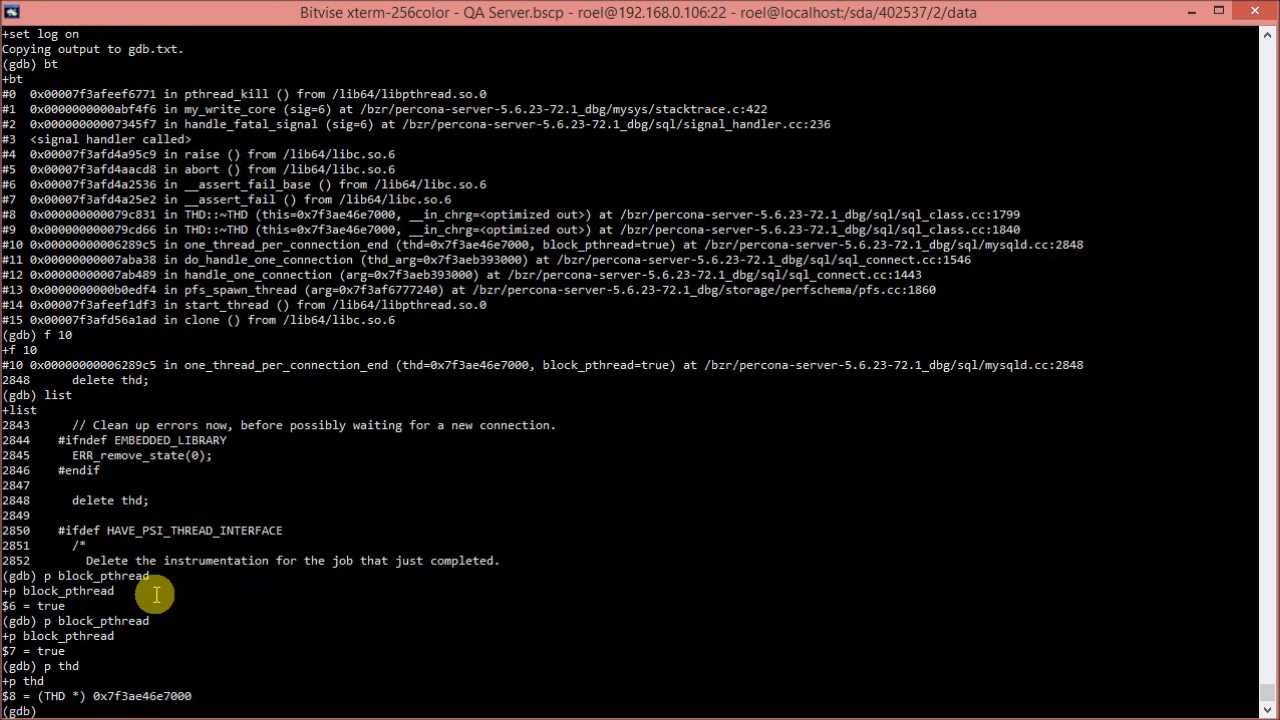 Bitvise xterm-256color - QA Server.bscp - roel@192.168.0.106:22 - roel@localhost:/sda/402537/2/data
+set log on
Copying output to gdb.txt.
(gdb) bt
+bt
#0  0x00007f3afeef6771 in pthread_kill () from /lib64/libpthread.so.0
#1  0x0000000000abf4f6 in my_write_core (sig=6) at /bzr/percona-server-5.6.23-72.1_dbg/mysys/stacktrace.c:422
#2  0x00000000007345f7 in handle_fatal_signal (sig=6) at /bzr/percona-server-5.6.23-72.1_dbg/sql/signal_handler.cc:236
#3  <signal handler called>
#4  0x00007f3afd4a95c9 in raise () from /lib64/libc.so.6
#5  0x00007f3afd4aacd8 in abort () from /lib64/libc.so.6
#6  0x00007f3afd4a2536 in __assert_fail_base () from /lib64/libc.so.6
#7  0x00007f3afd4a25e2 in __assert_fail () from /lib64/libc.so.6
#8  0x000000000079c831 in THD::~THD (this=0x7f3ae46e7000, __in_chrg=<optimized out>) at /bzr/percona-server-5.6.23-72.1_dbg/sql/sql_class.cc:1799
#9  0x000000000079cd66 in THD::~THD (this=0x7f3ae46e7000, __in_chrg=<optimized out>) at /bzr/percona-server-5.6.23-72.1_dbg/sql/sql_class.cc:1840
#10 0x00000000006289c5 in one_thread_per_connection_end (thd=0x7f3ae46e7000, block_pthread=true) at /bzr/percona-server-5.6.23-72.1_dbg/sql/mysqld.cc:2848
#11 0x00000000007aba38 in do_handle_one_connection (thd_arg=0x7f3aeb393000) at /bzr/percona-server-5.6.23-72.1_dbg/sql/sql_connect.cc:1546
#12 0x00000000007ab489 in handle_one_connection (arg=0x7f3aeb393000) at /bzr/percona-server-5.6.23-72.1_dbg/sql/sql_connect.cc:1443
#13 0x0000000000b0edf4 in pfs_spawn_thread (arg=0x7f3af6777240) at /bzr/percona-server-5.6.23-72.1_dbg/storage/perfschema/pfs.cc:1860
#14 0x00007f3afeef1df3 in start_thread () from /lib64/libpthread.so.0
#15 0x00007f3afd56a1ad in clone () from /lib64/libc.so.6
(gdb) f 10
+f 10
#10 0x00000000006289c5 in one_thread_per_connection_end (thd=0x7f3ae46e7000, block_pthread=true) at /bzr/percona-server-5.6.23-72.1_dbg/sql/mysqld.cc:2848
2848      delete thd;
(gdb) list
+list
2843      // Clean up errors now, before possibly waiting for a new connection.
2844    #ifndef EMBEDDED_LIBRARY
2845      ERR_remove_state(0);
2846    #endif
2847
2848      delete thd;
2849
2850    #ifdef HAVE_PSI_THREAD_INTERFACE
2851      /*
2852        Delete the instrumentation for the job that just completed.
(gdb) p block_pthread
+p block_pthread
$6 = true
(gdb) p block_pthread
+p block_pthread
$7 = true
(gdb) p thd
+p thd
$8 = (THD *) 0x7f3ae46e7000
(gdb)